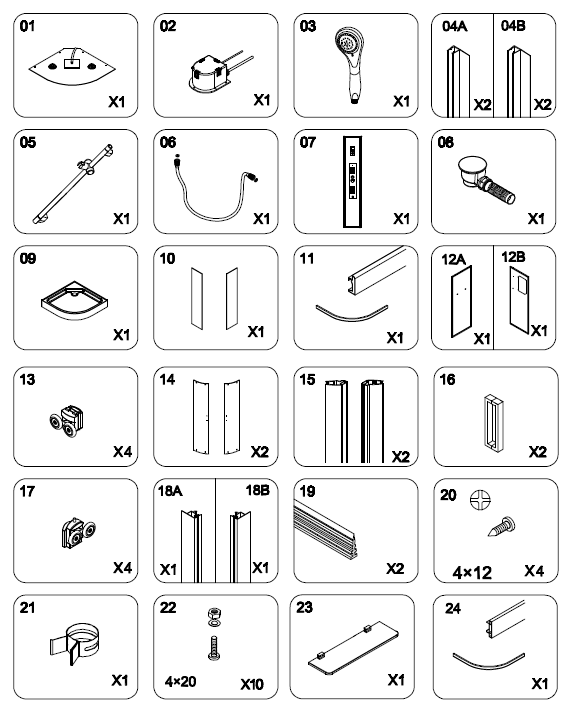 01
X1
02
X1
03
X1
04A 04B
X2 X2
05
X1
06
X1
07
X1
08
X1
09
X1
10
X1
11
X1
12A 12B
X1 X1
13
X4
14
X2
15
X2
16
X2
17
X4
18A 18B
X1 X1
19
X2
20
4×12 X4
21
X1
22
4×20 X10
23
X1
24
X1